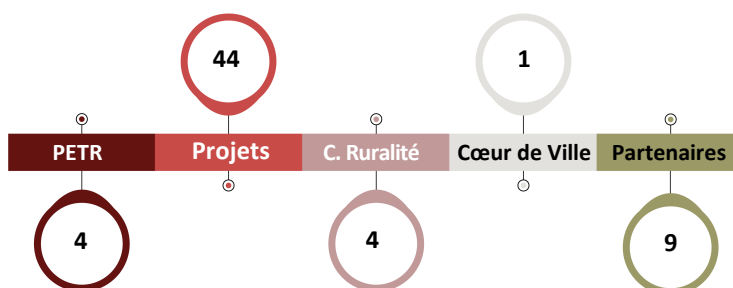 44
1
PETR
Projets
C. Ruralité
Cœur de Ville
Partenaires
4
4
9